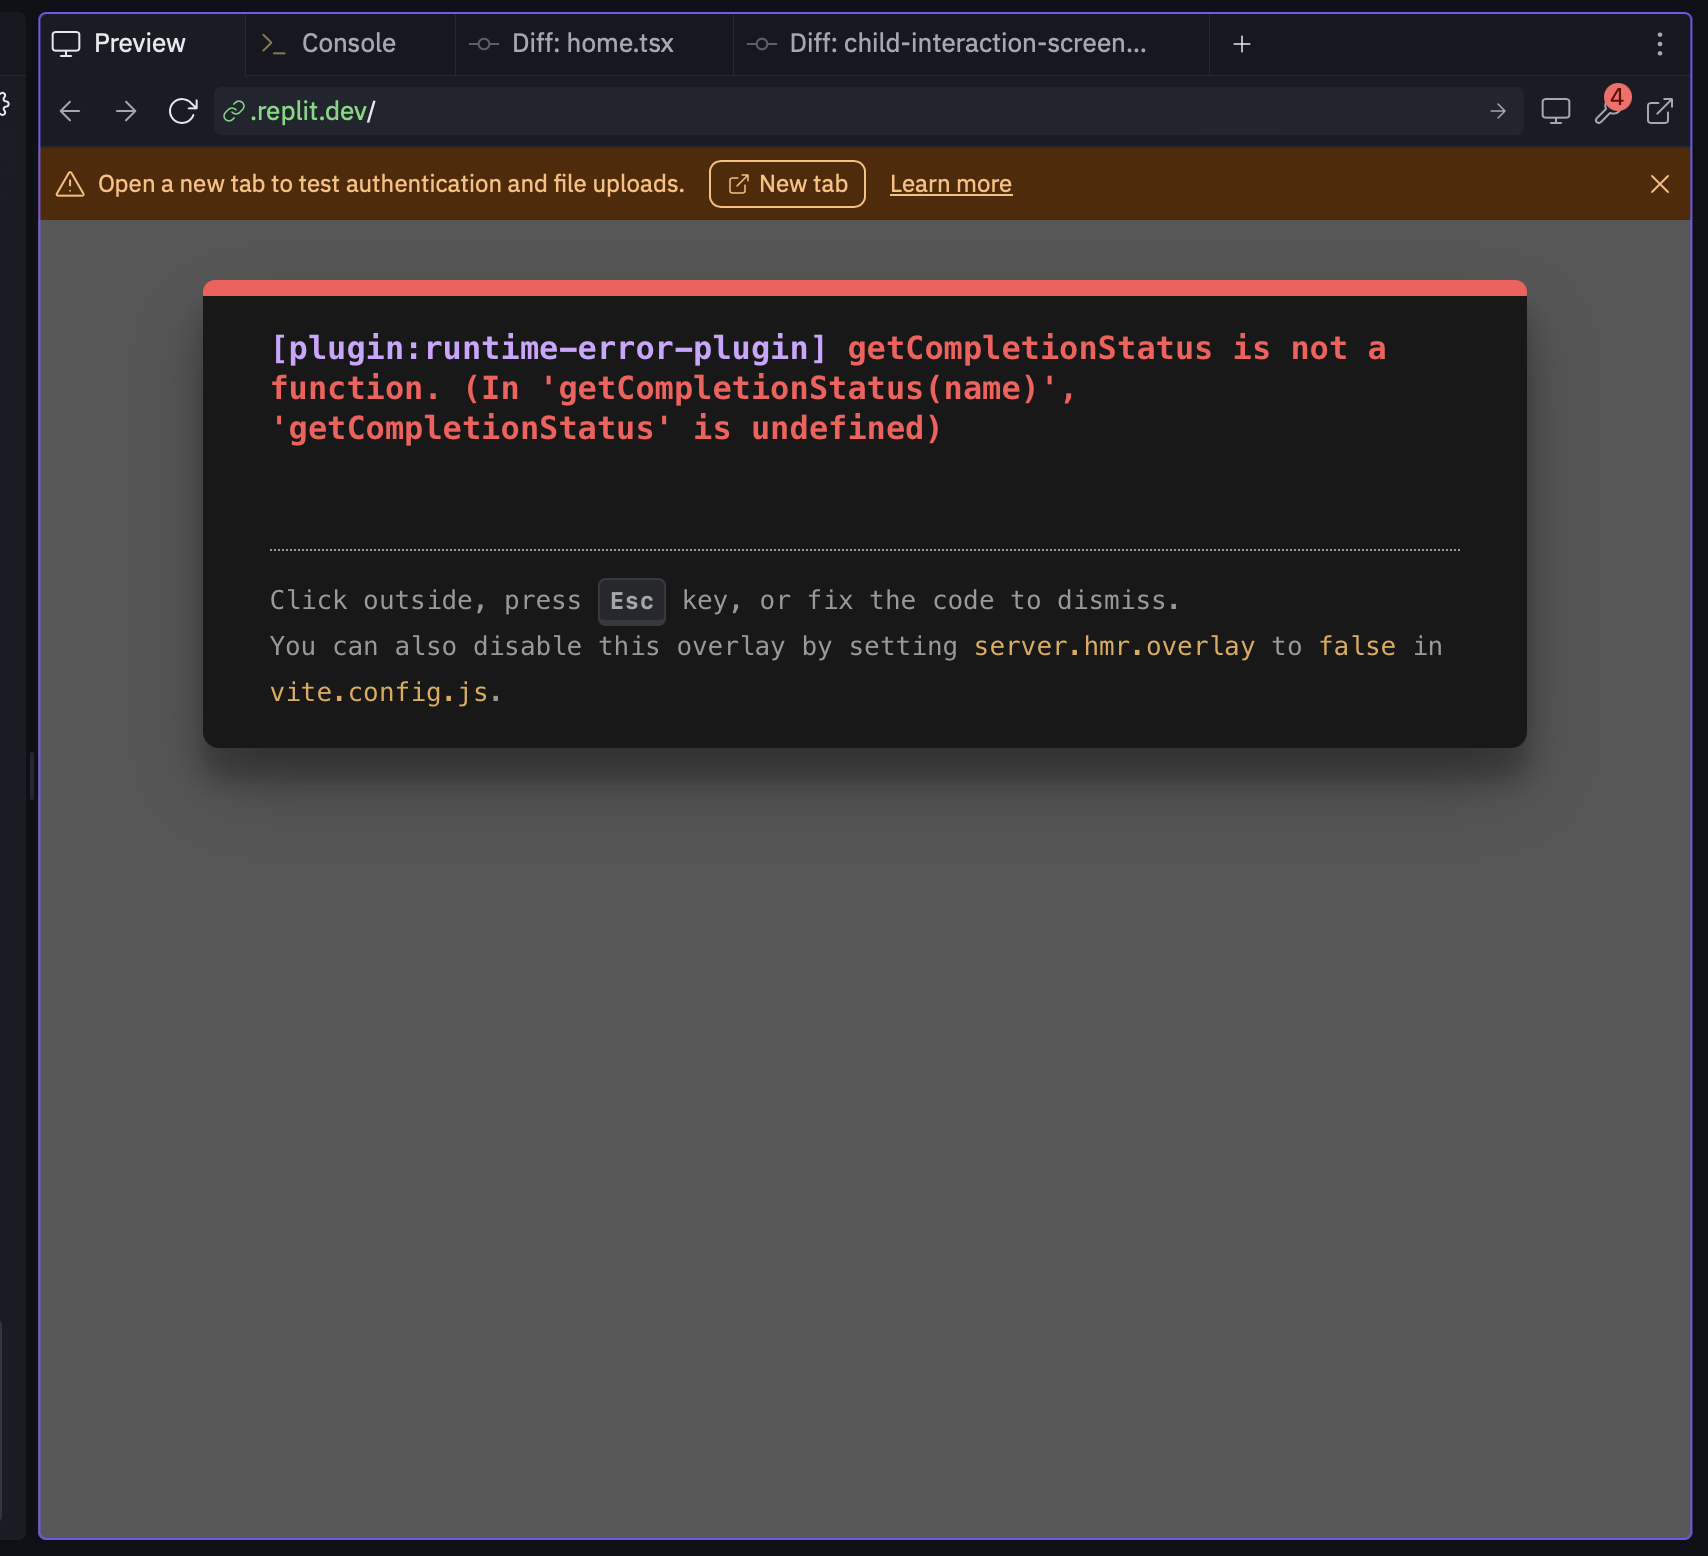 Preview
Console
Diff: home.tsx
Diff: child-interaction-screen...
.replit.dev/
4
Open a new tab to test authentication and file uploads.
New tab
Learn more
[plugin:runtime-error-plugin] getCompletionStatus is not a
function. (In 'getCompletionStatus(name)',
'getCompletionStatus' is undefined)
Click outside, press Esc key, or fix the code to dismiss.
You can also disable this overlay by setting server.hmr.overlay to false in
vite.config.js.